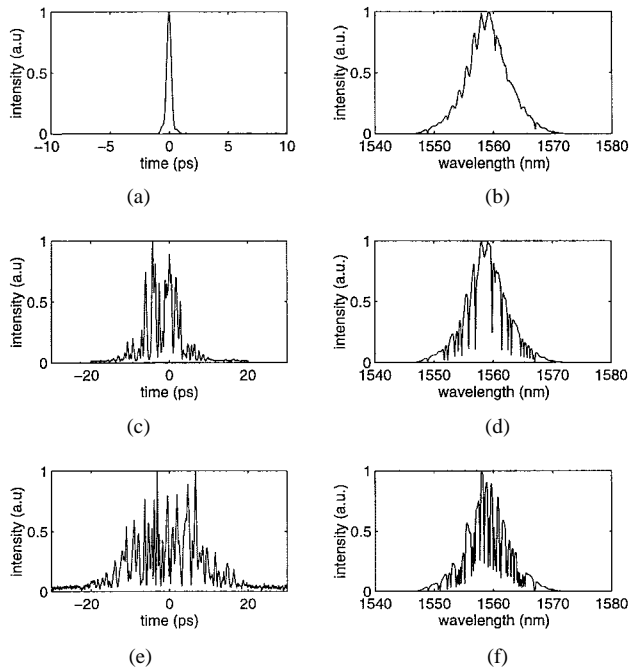 1
0.5
0
intensity (a.u)
−10 −5 0 5 10
time (ps)
(a)
1
0.5
0
intensity (a.u.)
1540 1550 1560 1570 1580
wavelength (nm)
(b)
1
0.5
0
intensity (a.u)
−20 0 20
time (ps)
(c)
1
0.5
0
intensity (a.u.)
1540 1550 1560 1570 1580
wavelength (nm)
(d)
1
0.5
0
intensity (a.u)
−20 0 20
time (ps)
(e)
1
0.5
0
intensity (a.u.)
1540 1550 1560 1570 1580
wavelength (nm)
(f)